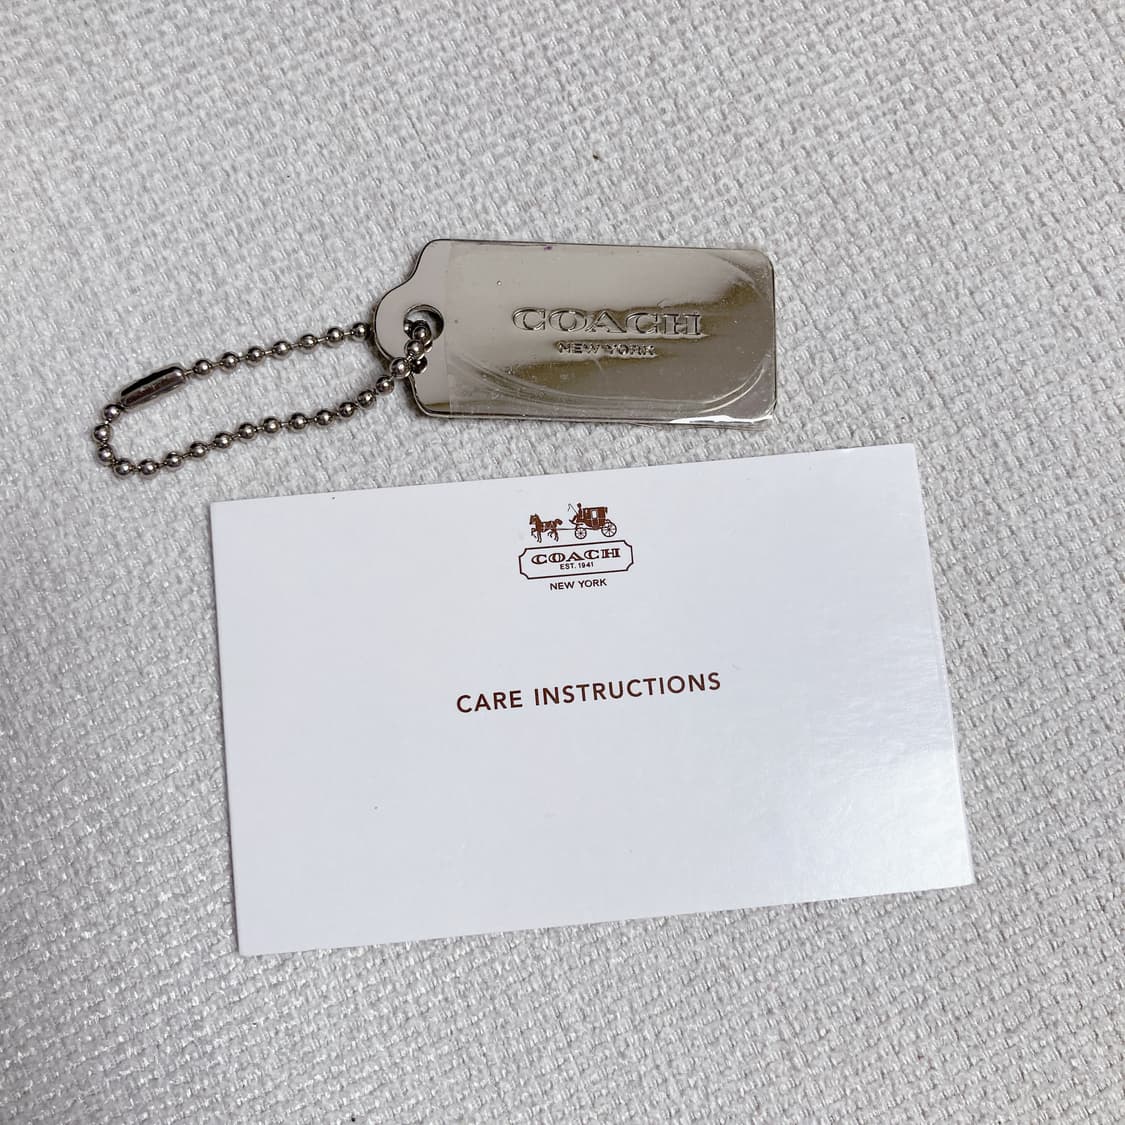 COACH
NEW YORK
COACH
EST. 1941
NEW YORK
CARE INSTRUCTIONS